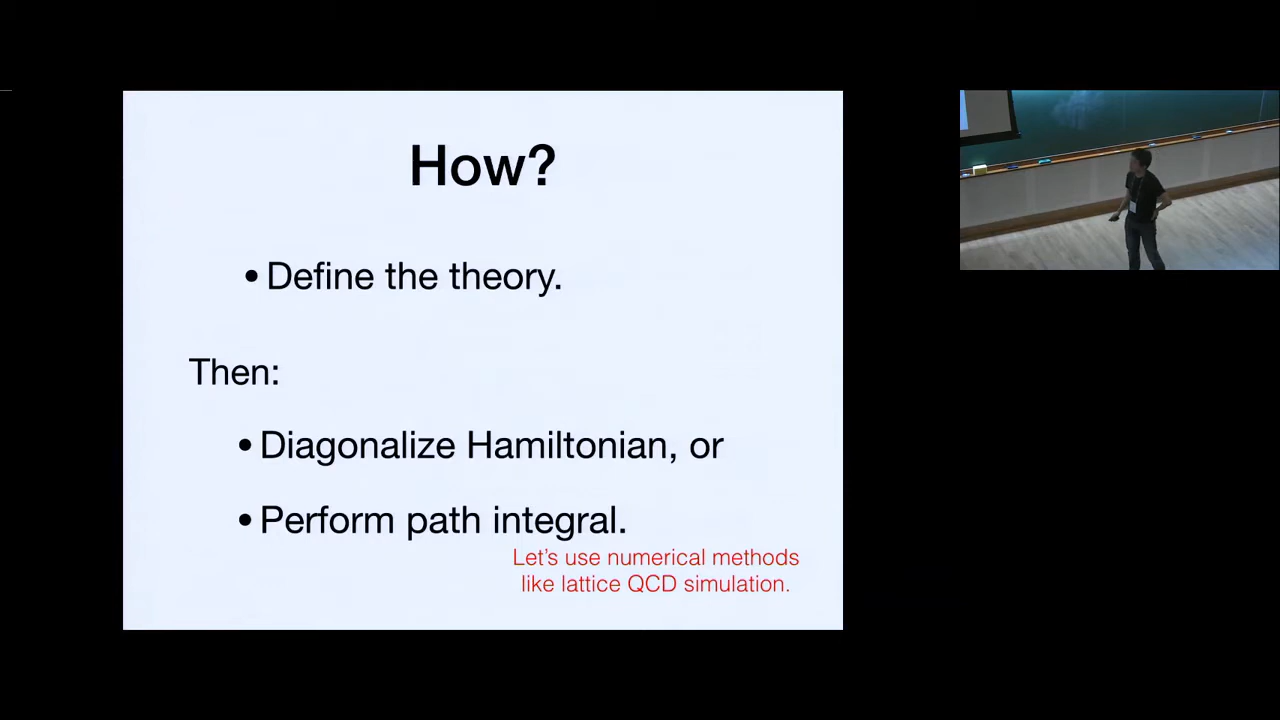 How?
• Define the theory.
Then:
• Diagonalize Hamiltonian, or
• Perform path integral.
Let's use numerical methods
like lattice QCD simulation.